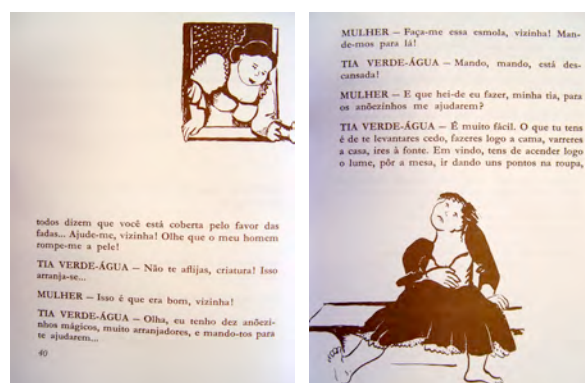 todos dizem que você está coberta pelo favor das
fadas... Ajude-me, vizinha! Olhe que o meu homem
rompe-me a pele!
TIA VERDE-ÁGUA — Não te aflijas, criatura! Isso
arranja-se...
MULHER — Isso é que era bom, vizinha!
TIA VERDE-ÁGUA — Olha, eu tenho dez anõezi-
nhos mágicos, muito arranjadores, e mando-tos para
te ajudarem...
40
MULHER — Faça-me essa esmola, vizinha! Man-
de-mos para lá!
TIA VERDE-ÁGUA — Mando, mando, está des-
cansada!
MULHER — E que hei-de eu fazer, minha tia, para
os anõezinhos me ajudarem?
TIA VERDE-ÁGUA — É muito fácil. O que tu tens
é de te levantares cedo, fazeres logo a cama, varreres
a casa, ires à fonte. Em vindo, tens de acender logo
o lume, pôr a mesa, ir dando uns pontos na roupa,